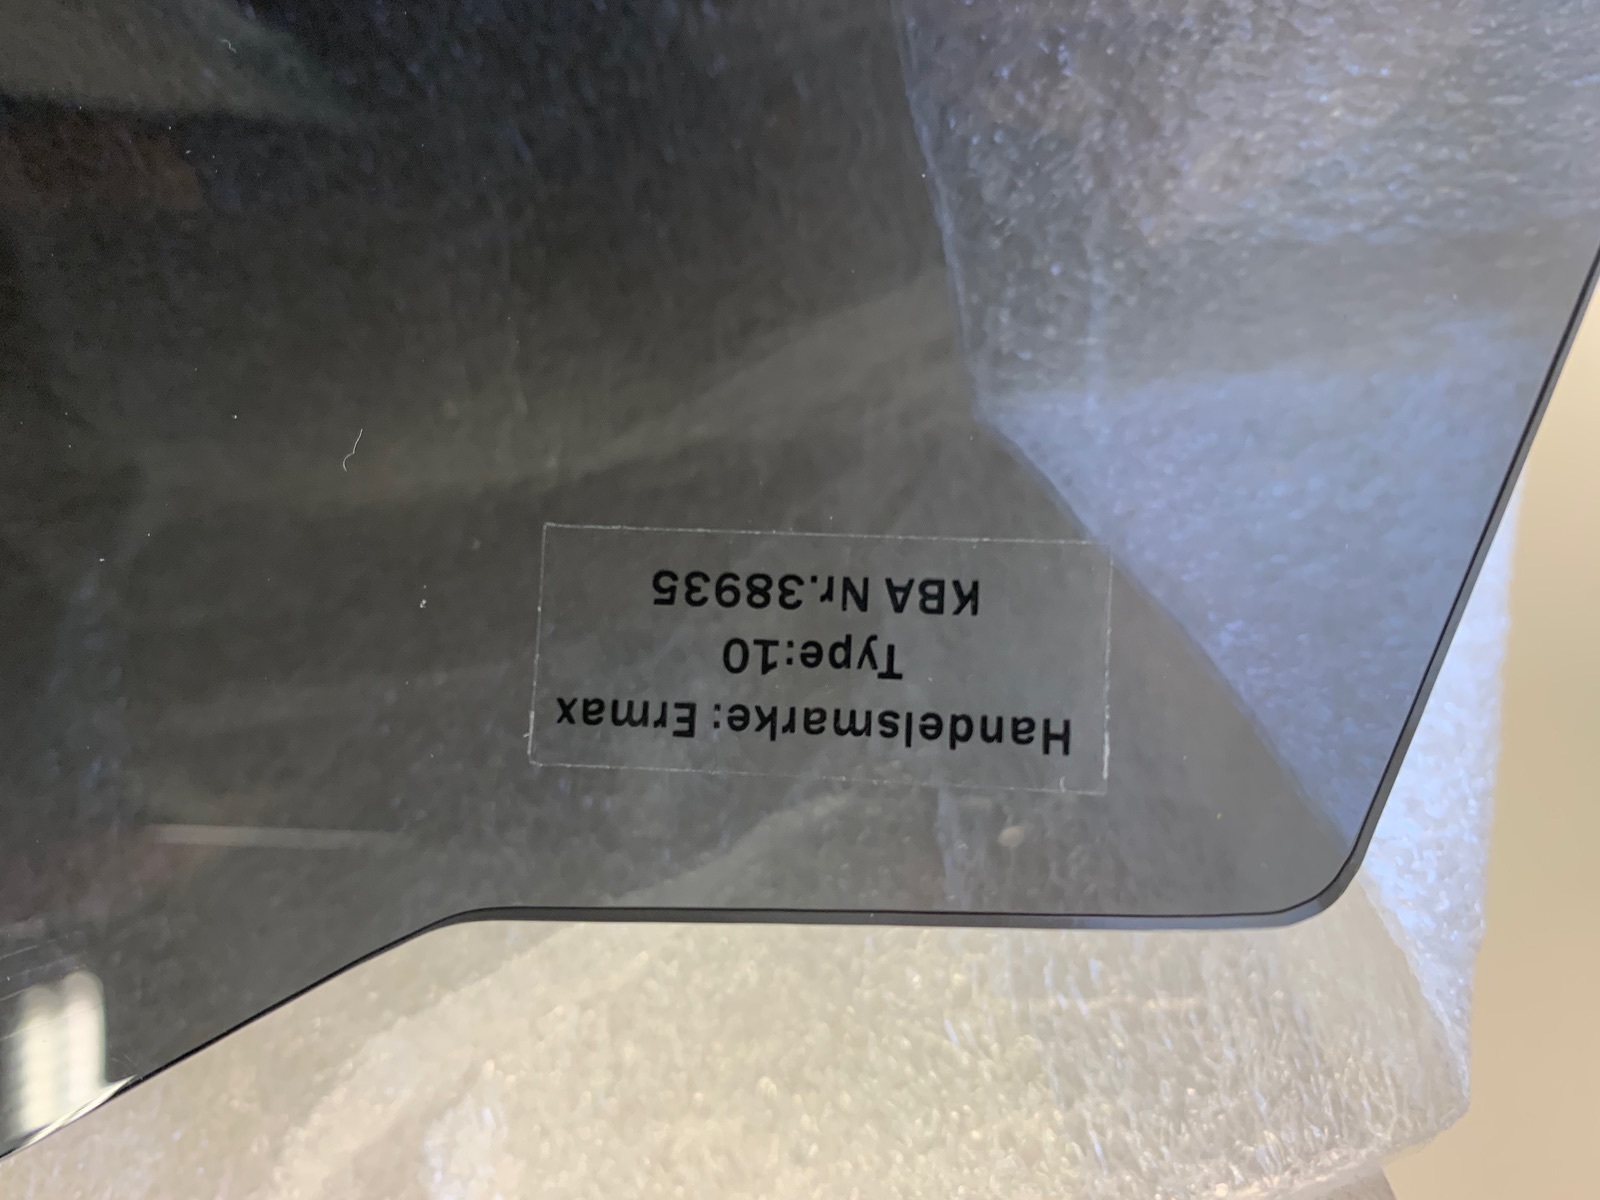 Handelsmarke: Ermax
Type:10
KBA Nr.38935